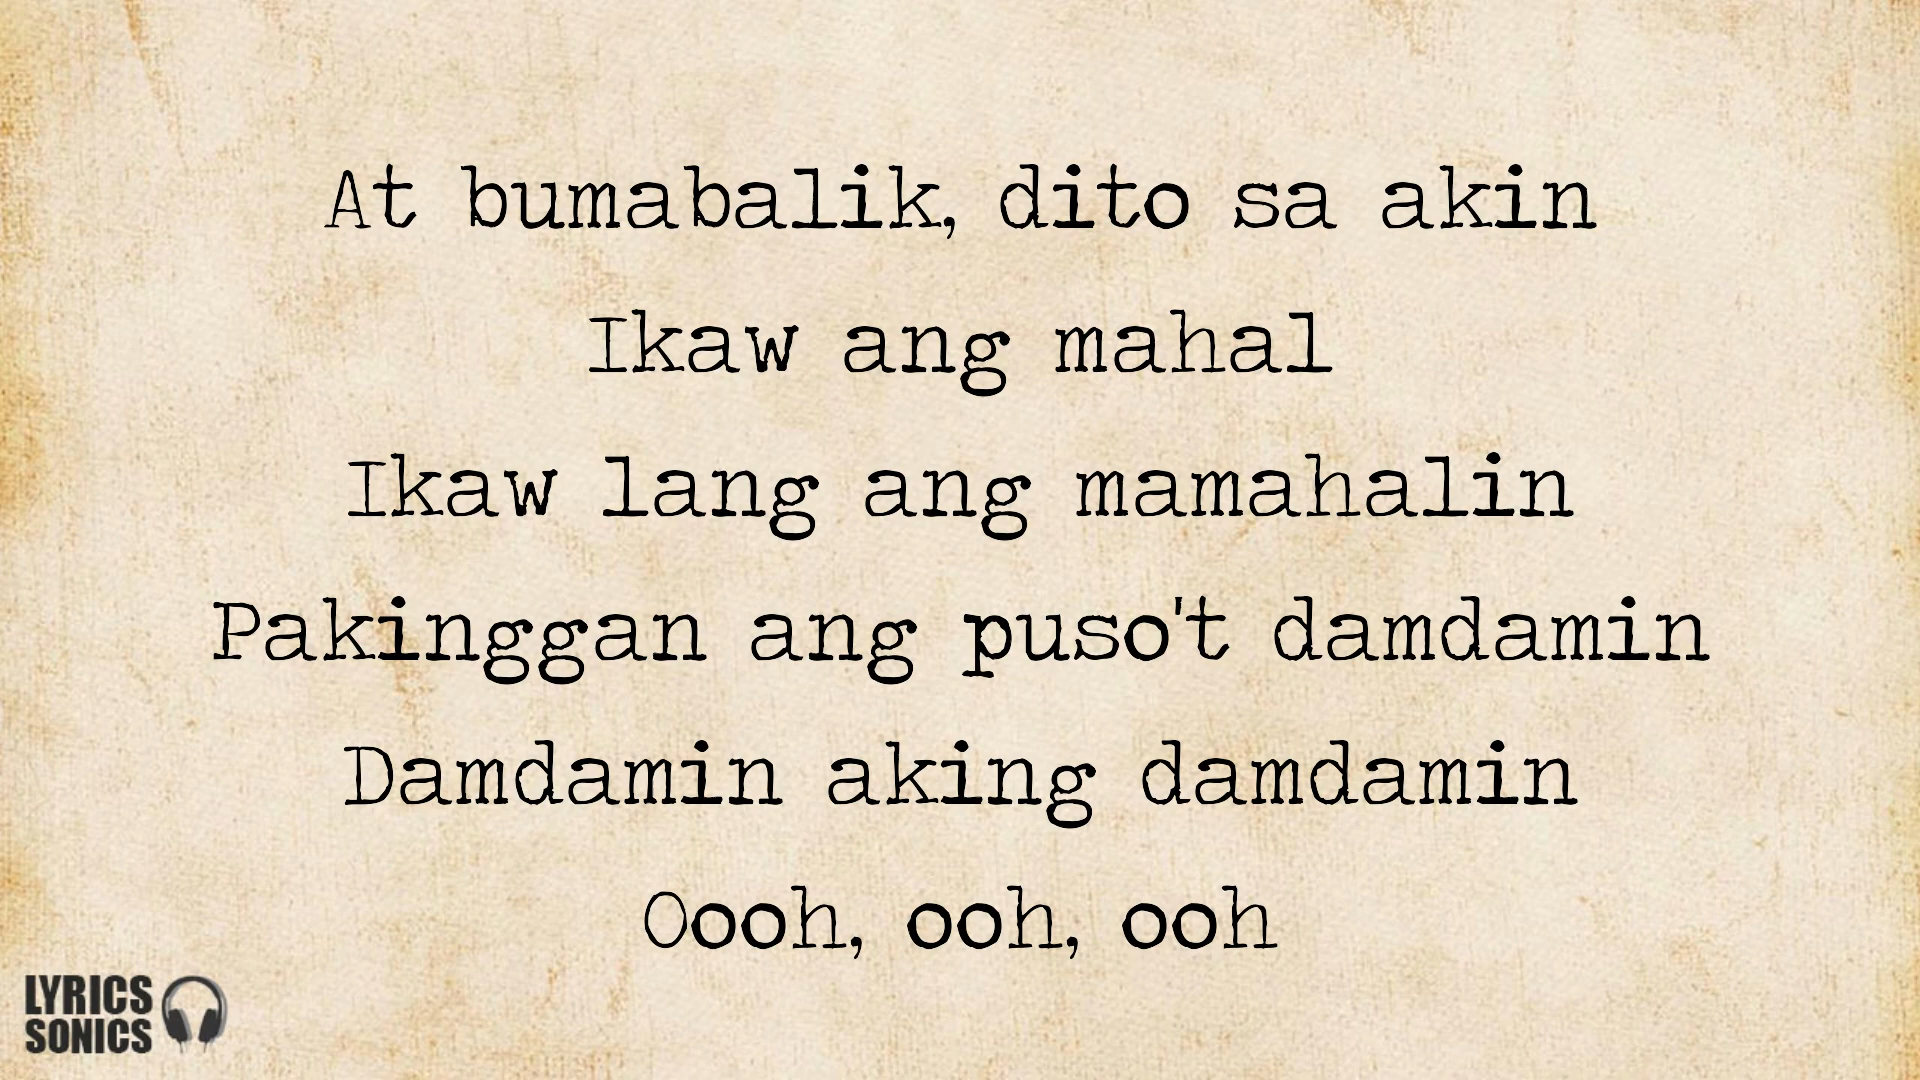 At bumabalik, dito sa akin
Ikaw ang mahal
Ikaw lang ang mamahalin
Pakinggan ang puso't damdamin
Damdamin aking damdamin
Oooh, ooh, ooh
LYRICS
SONICS